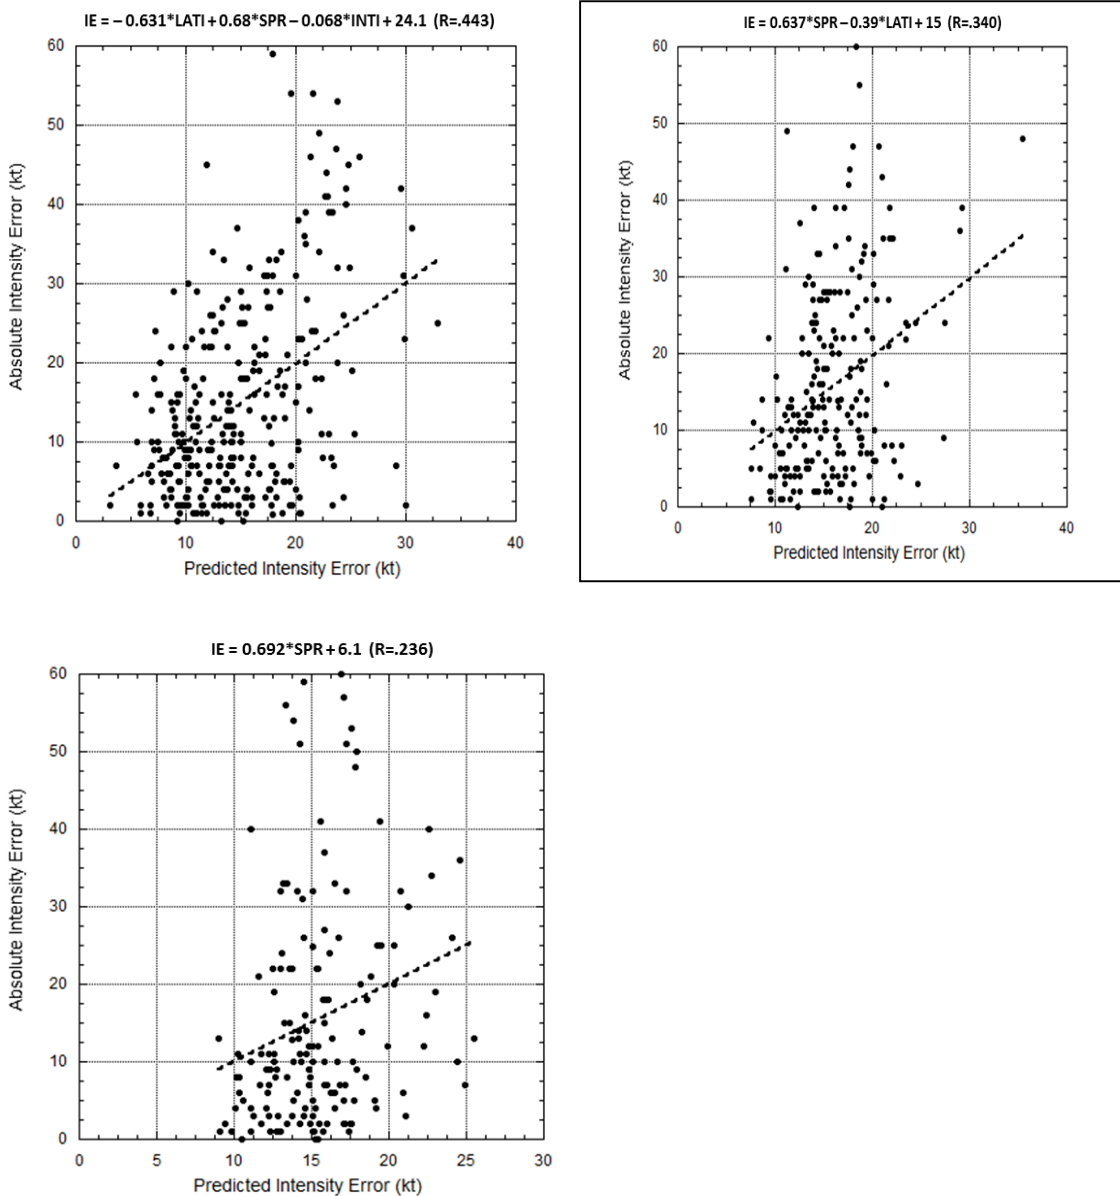 IE = – 0.631*LATI + 0.68*SPR – 0.068*INTI + 24.1 (R=.443)
60
50
40
30
20
10
0
Absolute Intensity Error (kt)
0 10 20 30 40
Predicted Intensity Error (kt)
IE = 0.637*SPR – 0.39*LATI + 15 (R=.340)
60
50
40
30
20
10
0
Absolute Intensity Error (kt)
0 10 20 30 40
Predicted Intensity Error (kt)
IE = 0.692*SPR + 6.1 (R=.236)
60
50
40
30
20
10
0
Absolute Intensity Error (kt)
0 5 10 15 20 25 30
Predicted Intensity Error (kt)